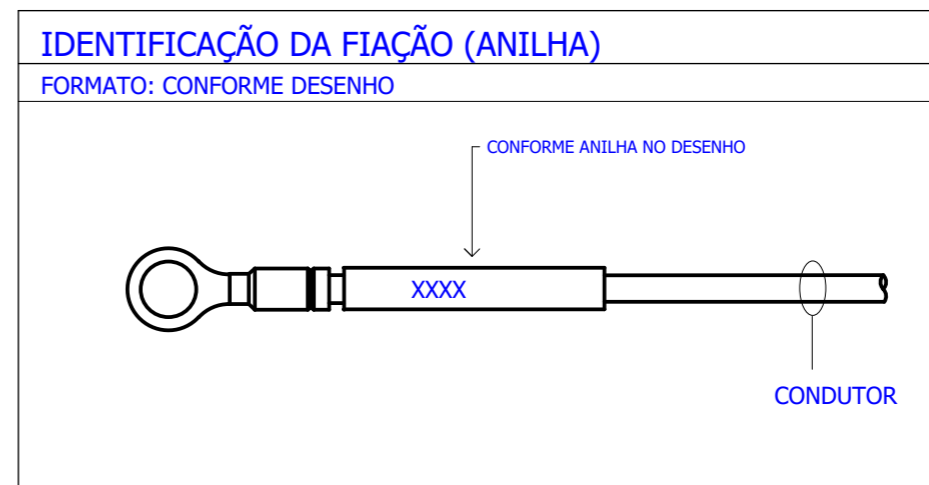 IDENTIFICAÇÃO DA FIAÇÃO (ANILHA)
FORMATO: CONFORME DESENHO
CONFORME ANILHA NO DESENHO
XXXX
CONDUTOR